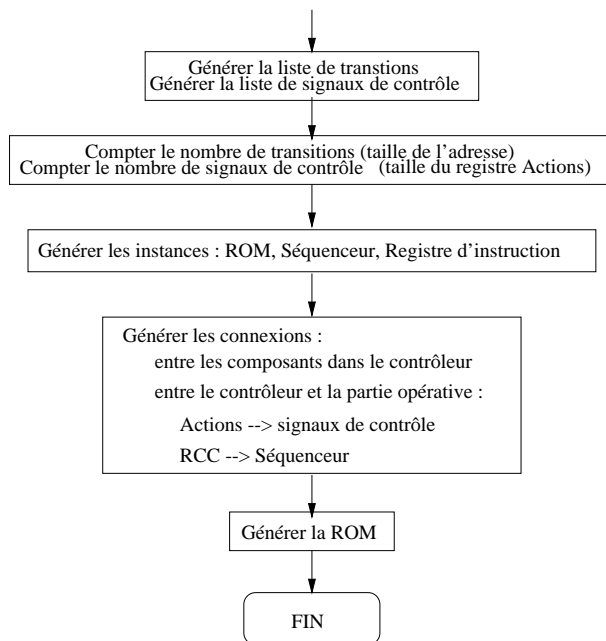 Générer la liste de transtions
Générer la liste de signaux de contrôle
Compter le nombre de transitions (taille de l'adresse)
Compter le nombre de signaux de contrôle (taille du registre Actions)
Générer les instances : ROM, Séquenceur, Registre d'instruction
Générer les connexions :
entre les composants dans le contrôleur
entre le contrôleur et la partie opérative :
Actions --> signaux de contrôle
RCC --> Séquenceur
Générer la ROM
FIN